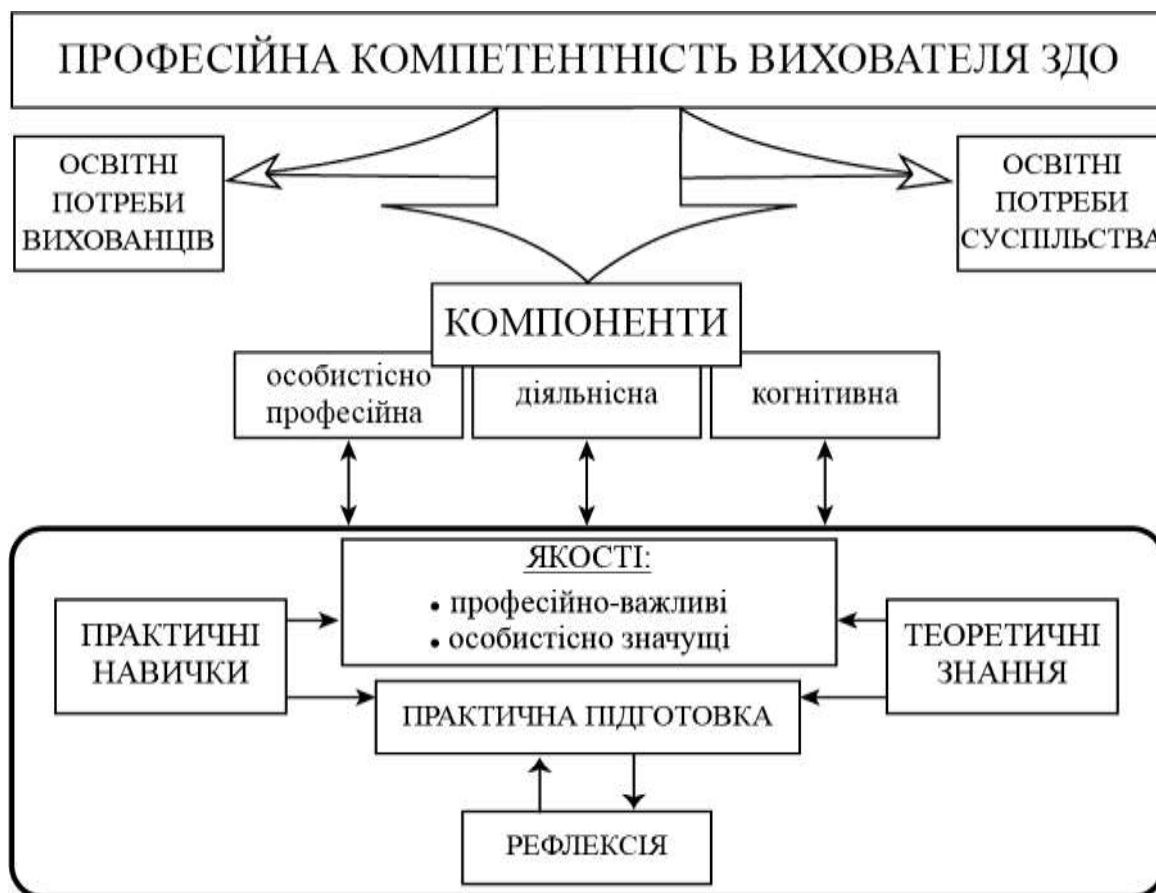 ПРОФЕСІЙНА КОМПЕТЕНТНІСТЬ ВИХОВАТЕЛЯ ЗДО
ОСВІТНІ
ПОТРЕБИ
ВИХОВАНЦІВ
ОСВІТНІ
ПОТРЕБИ
СУСПІЛЬСТВА
КОМПОНЕНТИ
особистісно
професійна
діяльнісна
когнітивна
ЯКОСТІ:
• професійно-важливі
• особистісно значущі
ПРАКТИЧНІ
НАВИЧКИ
ТЕОРЕТИЧНІ
ЗНАННЯ
ПРАКТИЧНА ПІДГОТОВКА
РЕФЛЕКСІЯ